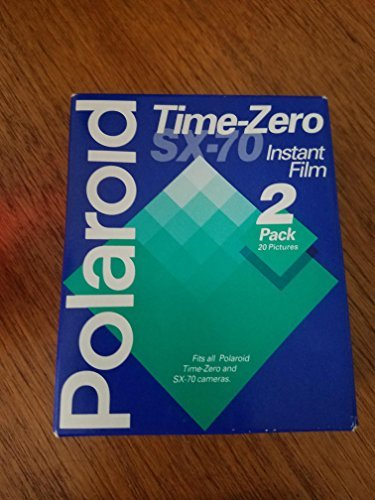 Polaroid
Time-Zero
SX-70 Instant
Film
2
Pack
20 Pictures
Fits all Polaroid
Time-Zero and
SX-70 cameras.